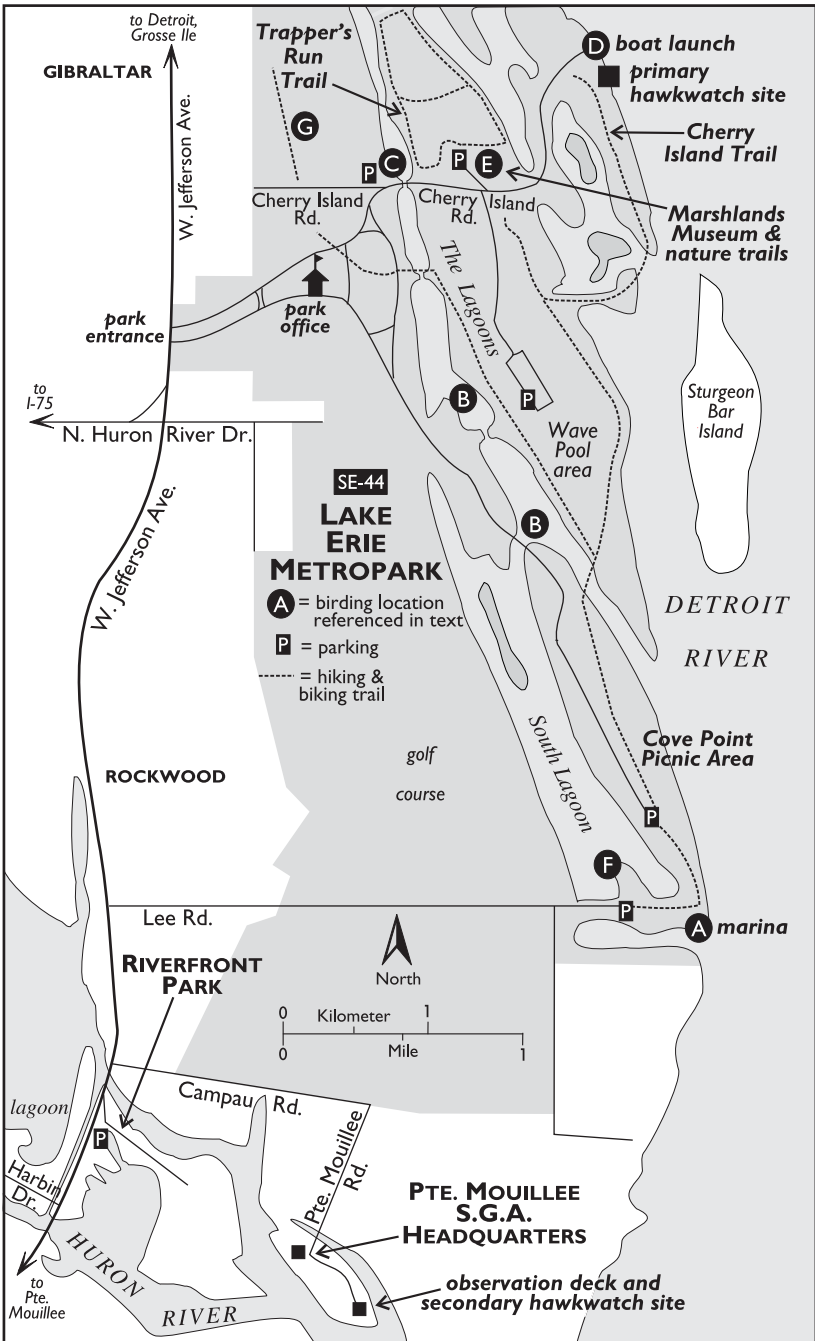 to Detroit,
Grosse Ile
GIBRALTAR
W. Jefferson Ave.
Trapper's
Run
Trail
G
P
C
P
E
D boat launch
primary
hawkwatch site
Cherry
Island Trail
Marshlands
Museum &
nature trails
Cherry Island
Rd.
Cherry Island
Rd.
The Lagoons
park
office
park
entrance
to
I-75
N. Huron River Dr.
B
P
Wave
Pool
area
Sturgeon
Bar
Island
B
SE-44
LAKE
ERIE
METROPARK
A = birding location
referenced in text
P = parking
= hiking &
biking trail
DETROIT
RIVER
W. Jefferson Ave.
ROCKWOOD
golf
course
South Lagoon
Cove Point
Picnic Area
P
F
P
A marina
Lee Rd.
North
RIVERFRONT
PARK
0 Kilometer 1
0 Mile 1
Campau Rd.
Pte. Mouillee
Rd.
lagoon
P
Harbin
Dr.
HURON
RIVER
to
Pte.
Mouillee
PTE. MOUILLEE
S.G.A.
HEADQUARTERS
observation deck and
secondary hawkwatch site